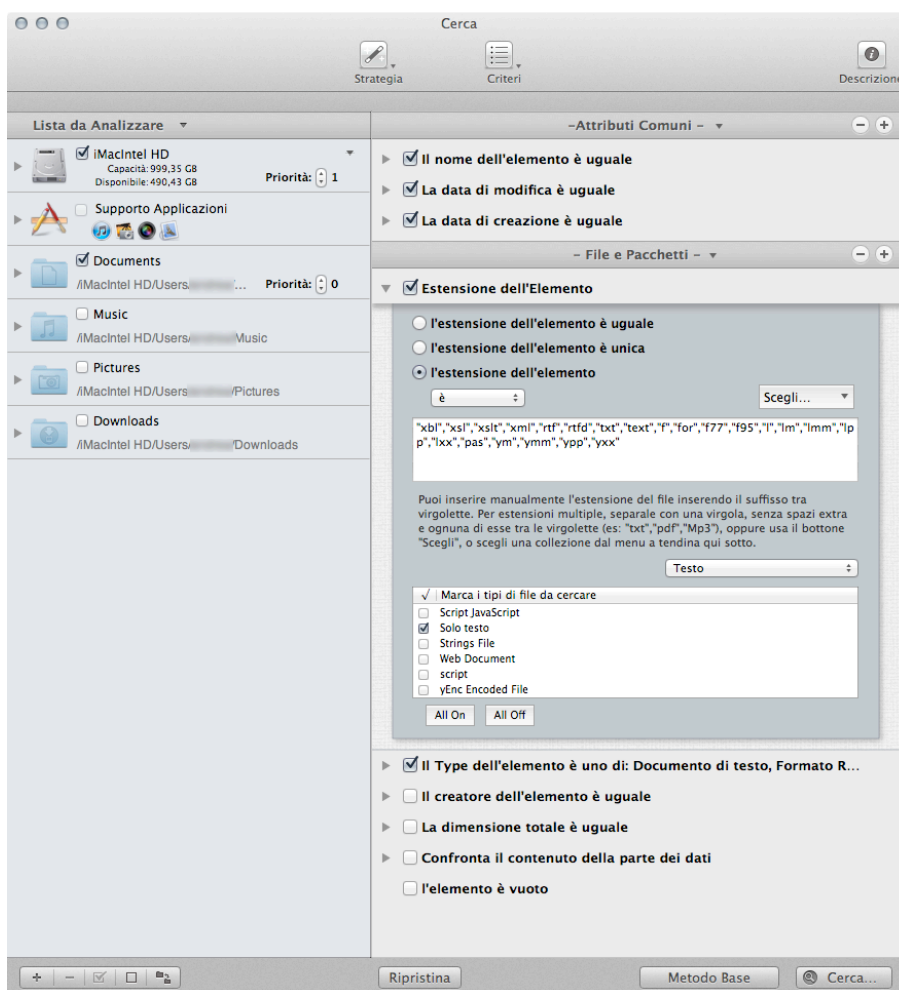 Cerca
Strategia
Criteri
Descrizione
Lista da Analizzare
iMacIntel HD
Capacità: 999,35 GB
Disponibile: 490,43 GB
Priorità: 1
Supporto Applicazioni
Documents
/iMacIntel HD/Users/ ... Priorità: 0
Music
/iMacIntel HD/Users/ Music
Pictures
/iMacIntel HD/Users /Pictures
Downloads
/iMacIntel HD/Users/ /Downloads
-Attributi Comuni -
Il nome dell'elemento è uguale
La data di modifica è uguale
La data di creazione è uguale
- File e Pacchetti -
Estensione dell'Elemento
l'estensione dell'elemento è uguale
l'estensione dell'elemento è unica
l'estensione dell'elemento
è
Scegli...
"xbl","xsl","xslt","xml","rtf","rtfd","txt","text","f","for","f77","f95","l","lm","lmm","lp
p","lxx","pas","ym","ymm","ypp","yxx"
Puoi inserire manualmente l'estensione del file inserendo il suffisso tra
virgolette. Per estensioni multiple, separale con una virgola, senza spazi extra
e ognuna di esse tra le virgolette (es: "txt","pdf","Mp3"), oppure usa il bottone
"Scegli", o scegli una collezione dal menu a tendina qui sotto.
Testo
√ Marca i tipi di file da cercare
Script JavaScript
Solo testo
Strings File
Web Document
script
yEnc Encoded File
All On All Off
Il Type dell'elemento è uno di: Documento di testo, Formato R...
Il creatore dell'elemento è uguale
La dimensione totale è uguale
Confronta il contenuto della parte dei dati
l'elemento è vuoto
Ripristina
Metodo Base
Cerca...